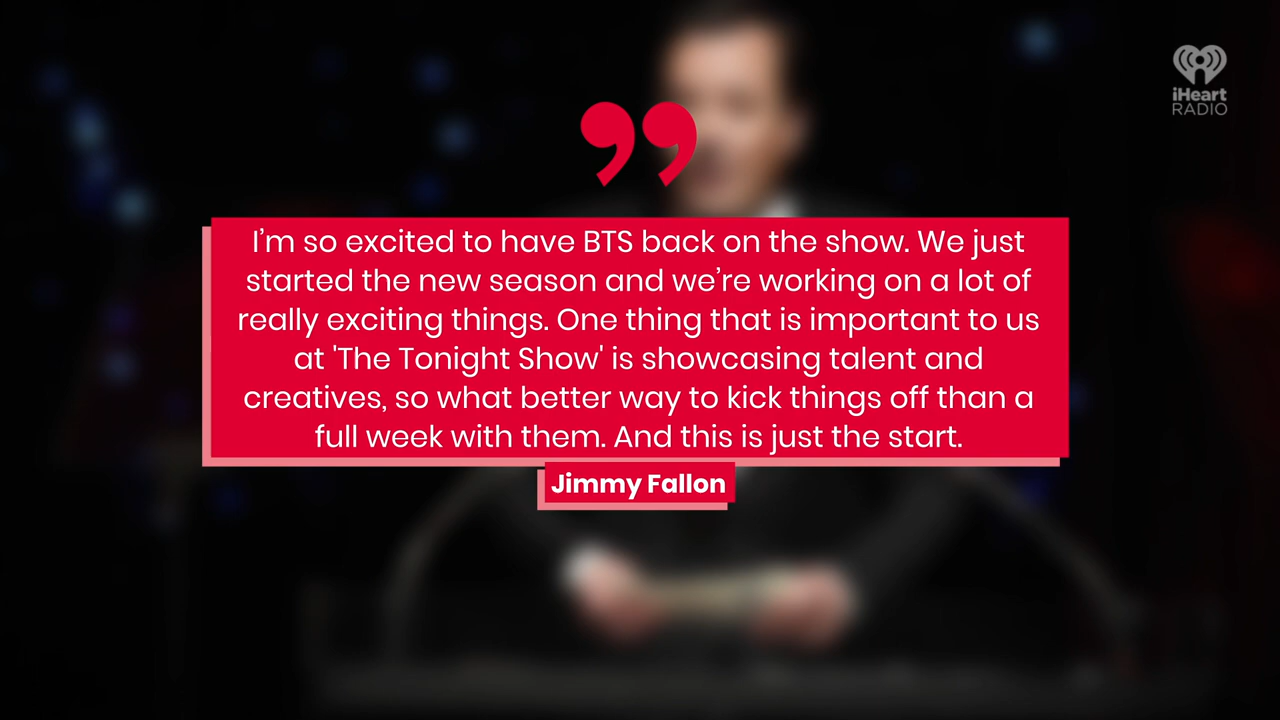 iHeart
RADIO
I’m so excited to have BTS back on the show. We just
started the new season and we’re working on a lot of
really exciting things. One thing that is important to us
at 'The Tonight Show' is showcasing talent and
creatives, so what better way to kick things off than a
full week with them. And this is just the start.
Jimmy Fallon